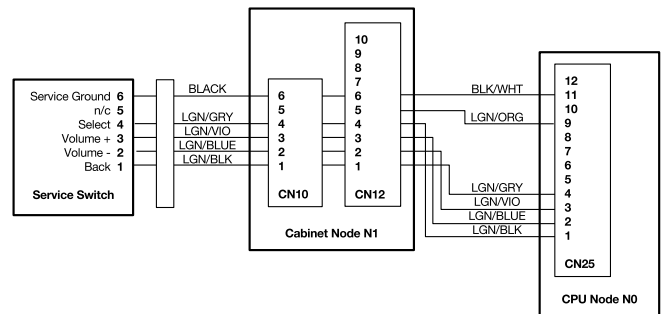 Service Ground 6
n/c 5
Select 4
Volume + 3
Volume - 2
Back 1
Service Switch
BLACK
LGN/GRY
LGN/VIO
LGN/BLUE
LGN/BLK
6
5
4
3
2
1
CN10
10
9
8
7
6
5
4
3
2
1
CN12
Cabinet Node N1
BLK/WHT
LGN/ORG
LGN/GRY
LGN/VIO
LGN/BLUE
LGN/BLK
12
11
10
9
8
7
6
5
4
3
2
1
CN25
CPU Node N0